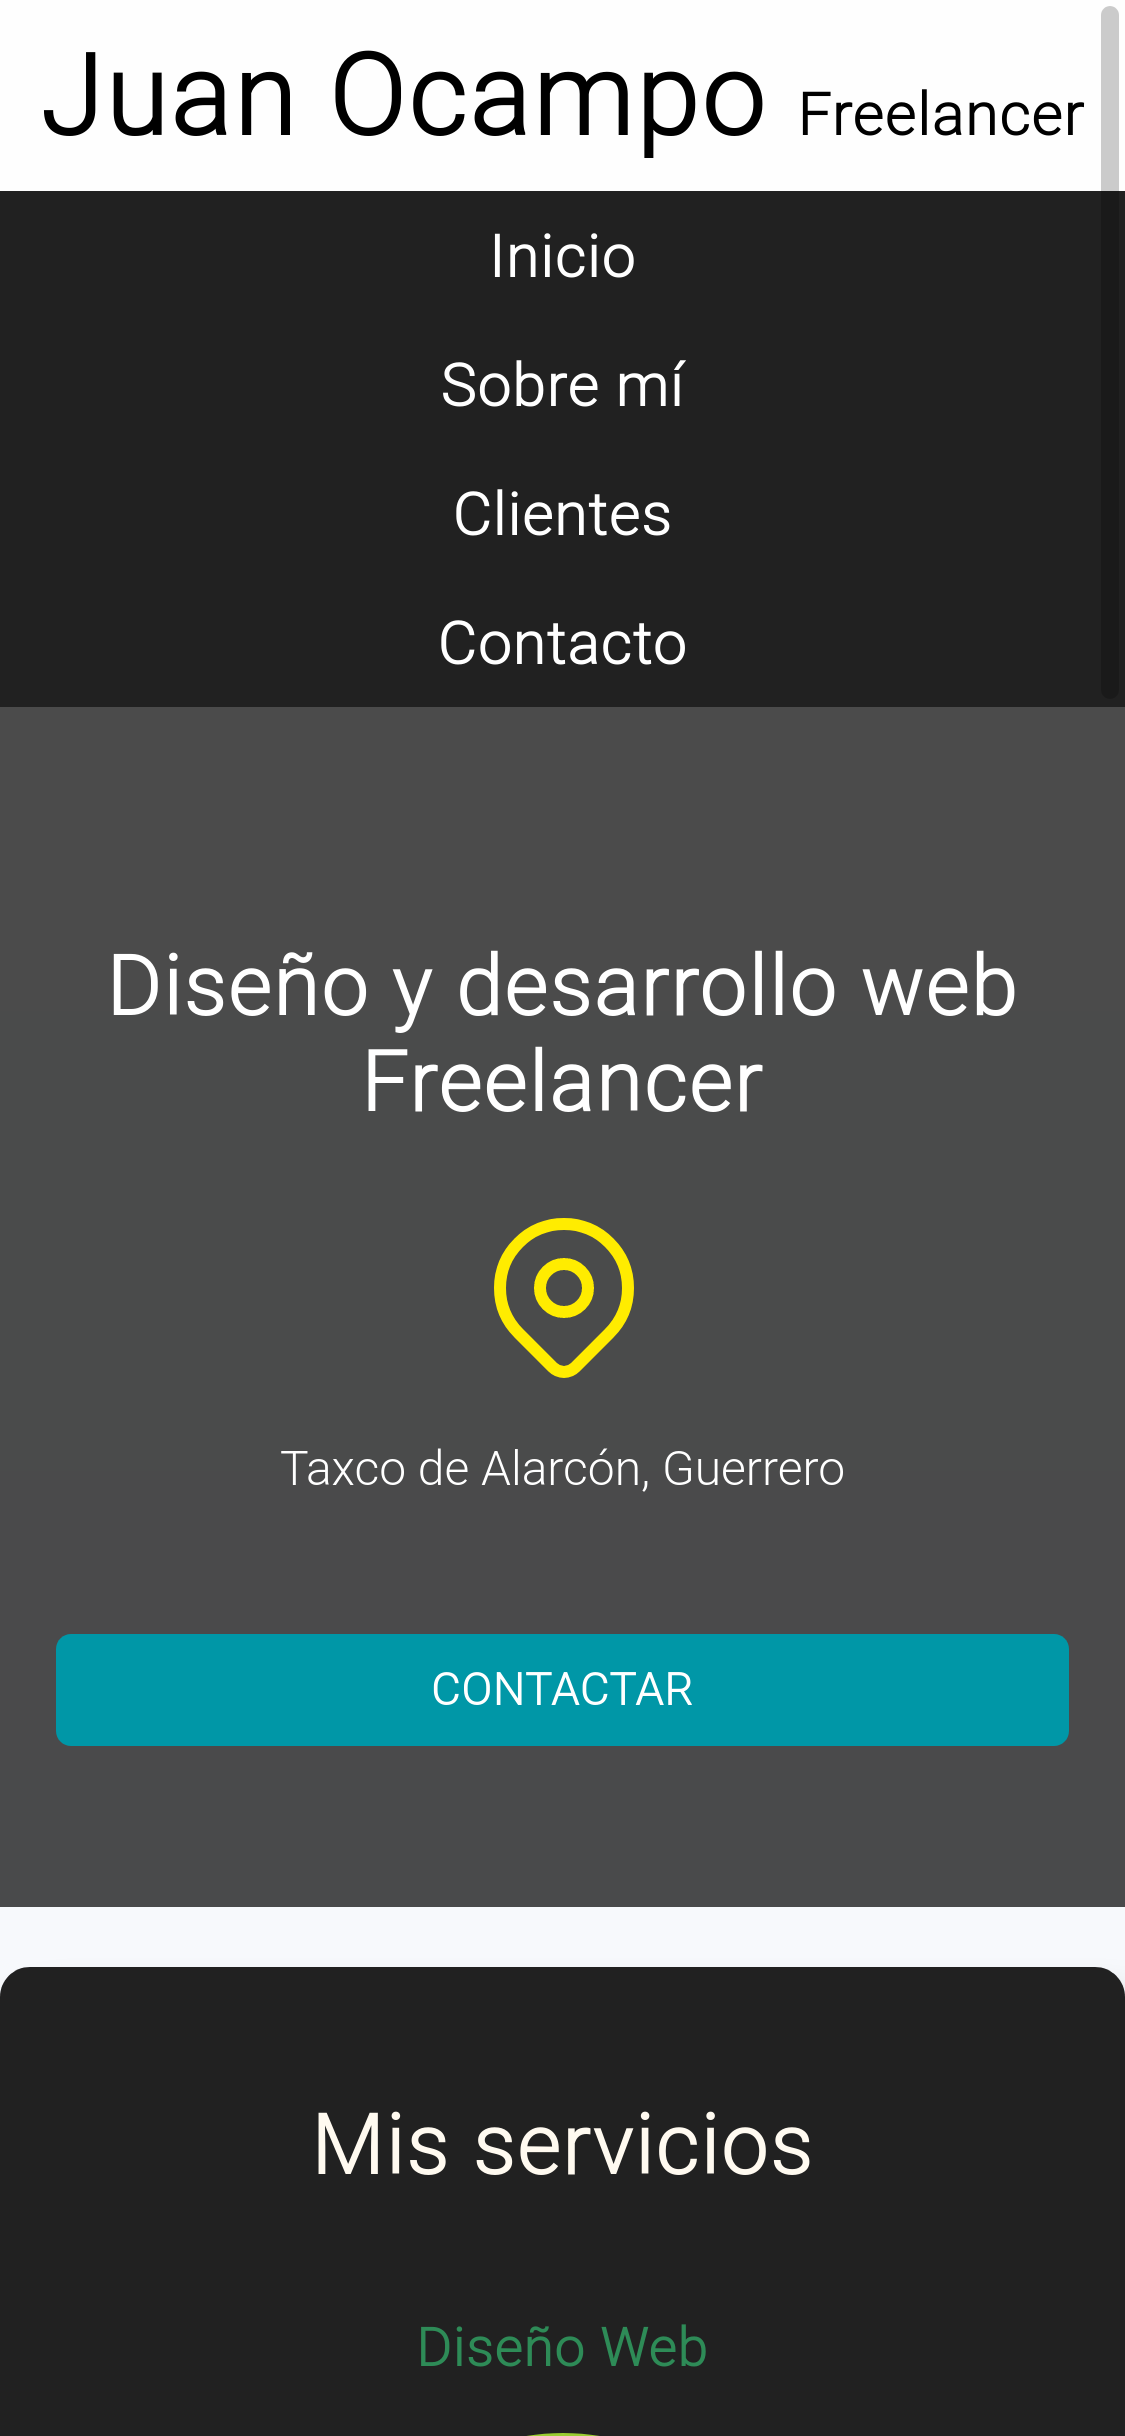 Juan Ocampo Freelancer
Inicio
Sobre mí
Clientes
Contacto
Diseño y desarrollo web
Freelancer
Taxco de Alarcón, Guerrero
CONTACTAR
Mis servicios
Diseño Web